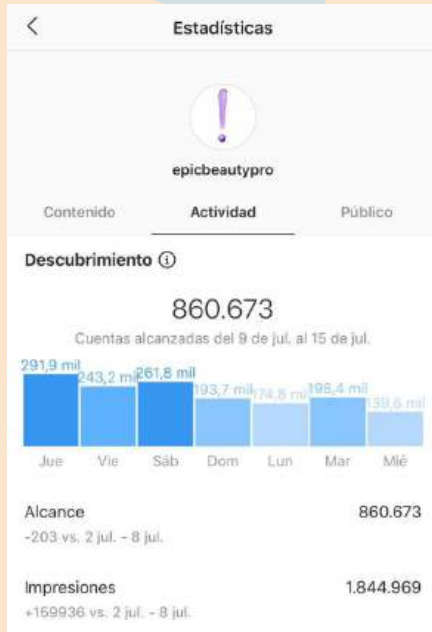 Estadísticas
epicbeautypro
Contenido Actividad Público
Descubrimiento
860.673
Cuentas alcanzadas del 9 de jul. al 15 de jul.
291,9 mil 243,2 mil 261,8 mil 193,7 mil 174,8 mil 198,4 mil 139,6 mil
Jue Vie Sáb Dom Lun Mar Mié
Alcance 860.673
-203 vs. 2 jul. - 8 jul.
Impresiones 1.844.969
+159936 vs. 2 jul. - 8 jul.